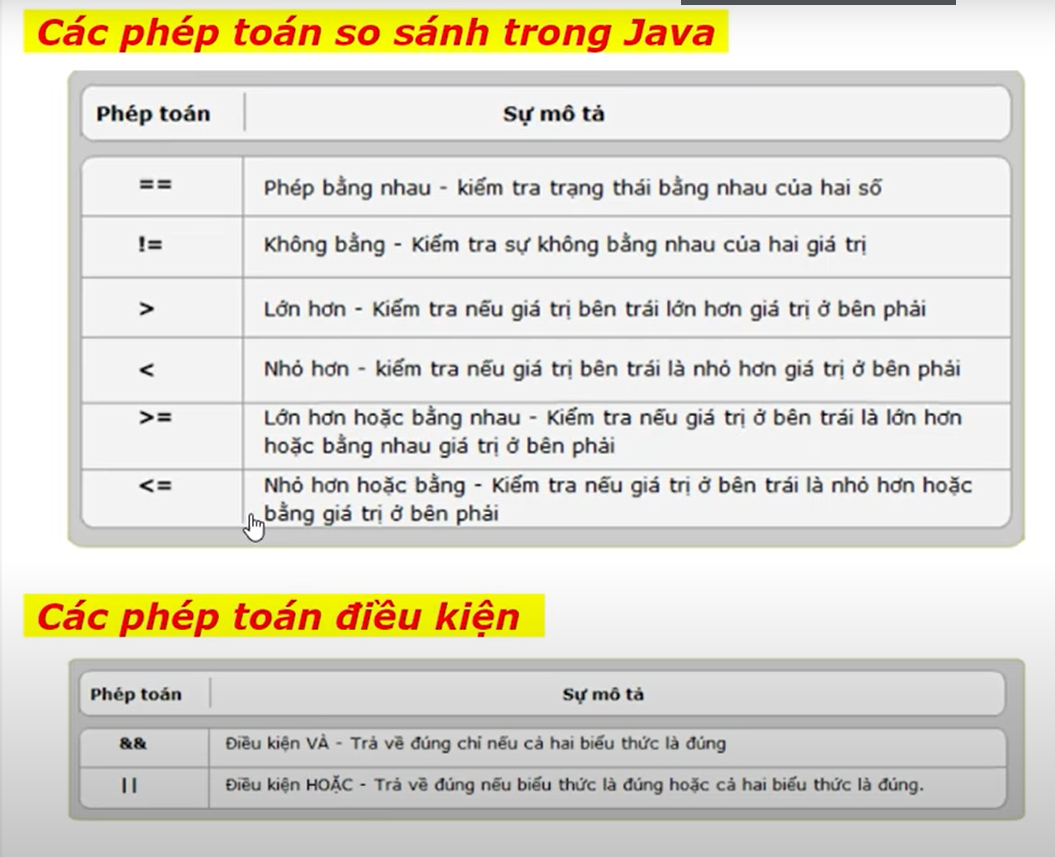 Các phép toán so sánh trong Java
Phép toán Sự mô tả
== Phép bằng nhau - kiểm tra trạng thái bằng nhau của hai số
!= Không bằng - Kiểm tra sự không bằng nhau của hai giá trị
> Lớn hơn - Kiểm tra nếu giá trị bên trái lớn hơn giá trị ở bên phải
< Nhỏ hơn - kiểm tra nếu giá trị bên trái là nhỏ hơn giá trị ở bên phải
>= Lớn hơn hoặc bằng nhau - Kiểm tra nếu giá trị ở bên trái là lớn hơn
hoặc bằng nhau giá trị ở bên phải
<= Nhỏ hơn hoặc bằng - Kiểm tra nếu giá trị ở bên trái là nhỏ hơn hoặc
bằng giá trị ở bên phải
Các phép toán điều kiện
Phép toán Sự mô tả
&& Điều kiện VÀ - Trả về đúng chỉ nếu cả hai biểu thức là đúng
|| Điều kiện HOẶC - Trả về đúng nếu biểu thức là đúng hoặc cả hai biểu thức là đúng.